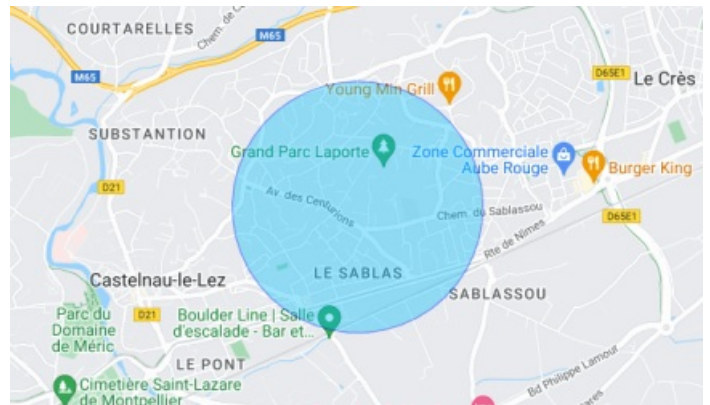 COURTARELLES
Chem. de C
M65
M65
D65E1
Le Crès
Young Min Grill
SUBSTANTION
Grand Parc Laporte
Zone Commerciale
Aube Rouge
Burger King
D21
Av. des Centurions
Chem. du Sablassou
D65E1
Rte de Nîmes
LE SABLAS
Castelnau-le-Lez
SABLASSOU
Parc du
Domaine
de Méric
D21
Boulder Line | Salle
d'escalade - Bar et...
LE PONT
Bd Philippe Lamour
Cimetière Saint-Lazare
de Montpellier